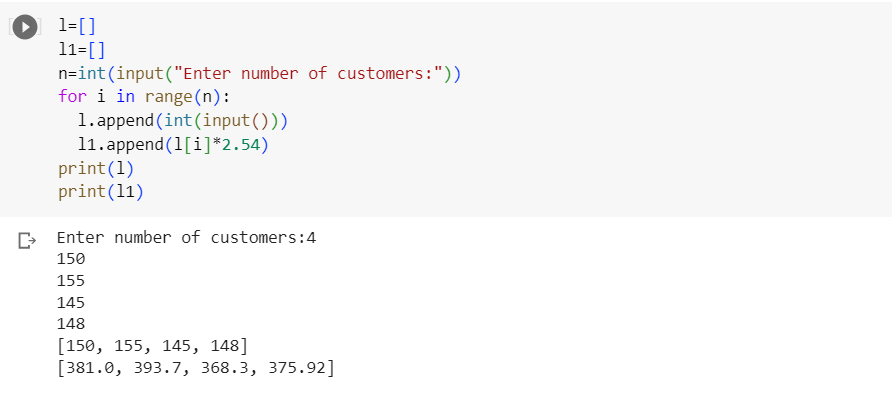 l=[]
l1=[]
n=int(input("Enter number of customers:"))
for i in range(n):
  l.append(int(input()))
  l1.append(l[i]*2.54)
print(l)
print(l1)
Enter number of customers:4
150
155
145
148
[150, 155, 145, 148]
[381.0, 393.7, 368.3, 375.92]